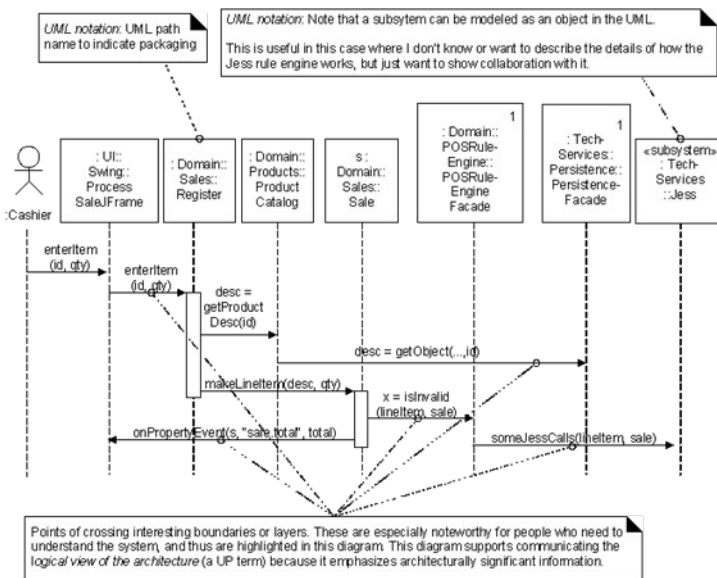 UML notation: UML path
name to indicate packaging
UML notation: Note that a subsytem can be modeled as an object in the UML.
This is useful in this case where I don't know or want to describe the details of how the
Jess rule engine works, but just want to show collaboration with it.
:Cashier
: UI::
Swing::
Process
SaleJFrame
: Domain::
Sales::
Register
: Domain::
Products::
Product
Catalog
s :
Domain::
Sales::
Sale
1
: Domain::
POSRule-
Engine::
POSRule-
Engine
Facade
1
: Tech-
Services::
Persistence::
Persistence-
Facade
«subsystem»
: Tech-
Services
::Jess
enterItem
(id, qty)
enterItem
(id, qty)
desc =
getProduct
Desc(id)
desc = getObject(...,id)
makeLineItem(desc, qty)
x = isInvalid
(lineItem, sale)
onPropertyEvent(s, "sale.total", total)
someJessCalls(lineItem, sale)
Points of crossing interesting boundaries or layers. These are especially noteworthy for people who need to
understand the system, and thus are highlighted in this diagram. This diagram supports communicating the
logical view of the architecture (a UP term) because it emphasizes architecturally significant information.